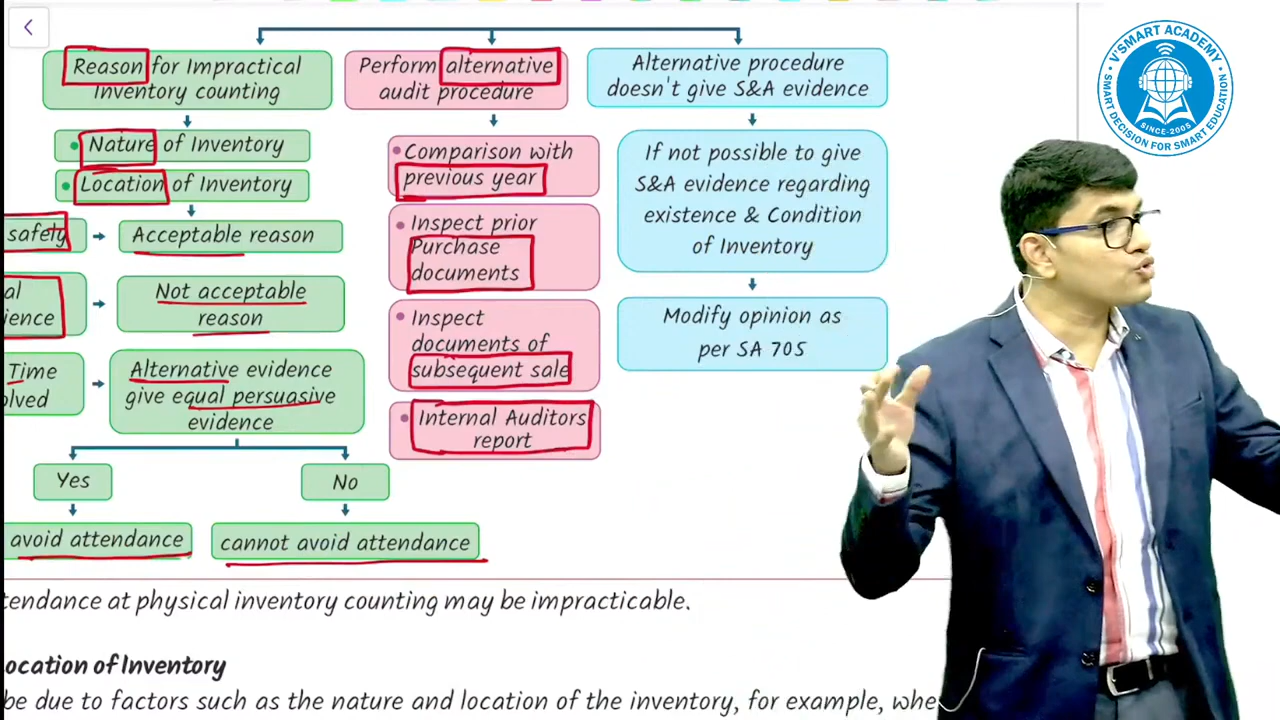 Reason for Impractical
Inventory counting
Nature of Inventory
Location of Inventory
safety
Acceptable reason
al
ience
Not acceptable
reason
Time
olved
Alternative evidence
give equal persuasive
evidence
Yes
No
avoid attendance
cannot avoid attendance
Perform alternative
audit procedure
Comparison with
previous year
Inspect prior
Purchase
documents
Inspect
documents of
subsequent sale
Internal Auditors
report
Alternative procedure
doesn't give S&A evidence
If not possible to give
S&A evidence regarding
existence & Condition
of Inventory
Modify opinion as
per SA 705
tendance at physical inventory counting may be impracticable.
ocation of Inventory
be due to factors such as the nature and location of the inventory, for example, whe
V'SMART ACADEMY
SINCE-2005
SMART DECISION FOR SMART EDUCATION